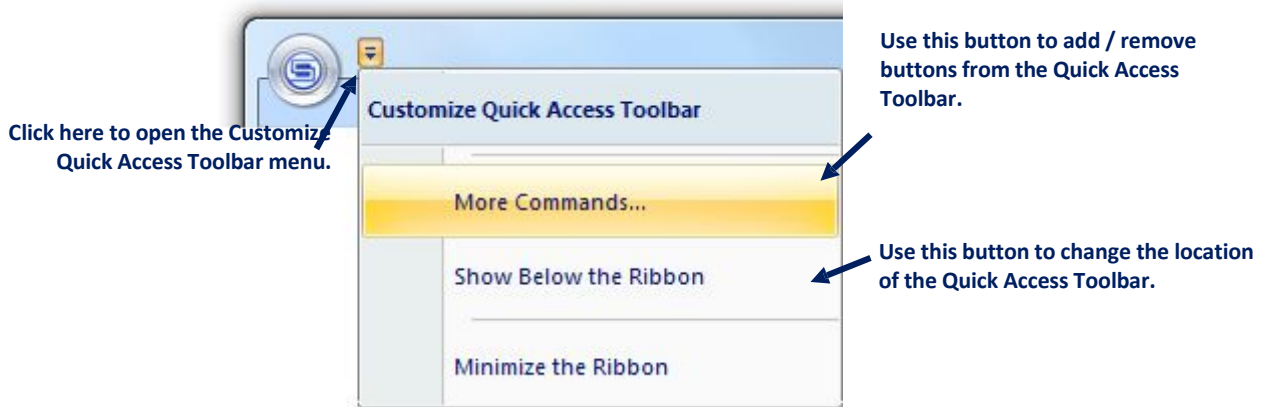 Use this button to add / remove
buttons from the Quick Access
Toolbar.
Customize Quick Access Toolbar
Click here to open the Customize
Quick Access Toolbar menu.
More Commands...
Use this button to change the location
of the Quick Access Toolbar.
Show Below the Ribbon
Minimize the Ribbon